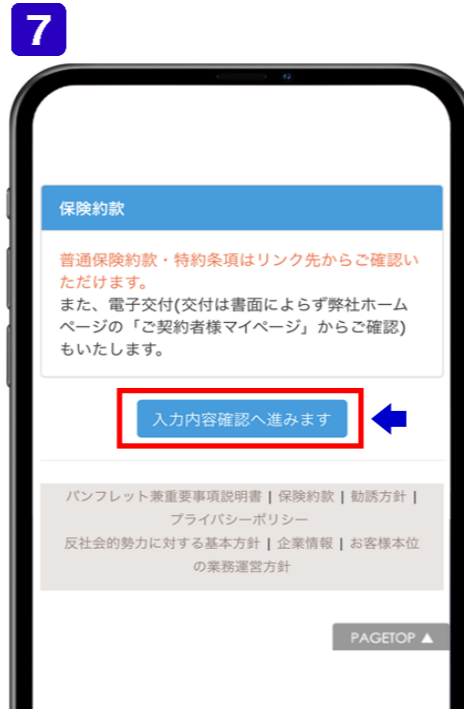 7
保険約款
普通保険約款・特約条項はリンク先からご確認い
ただけます。
また、電子交付(交付は書面によらず弊社ホーム
ページの「ご契約者様マイページ」からご確認)
もいたします。
入力内容確認へ進みます
パンフレット兼重要事項説明書 | 保険約款 | 勧誘方針 |
プライバシーポリシー
反社会的勢力に対する基本方針 | 企業情報 | お客様本位
の業務運営方針
PAGETOP ▲